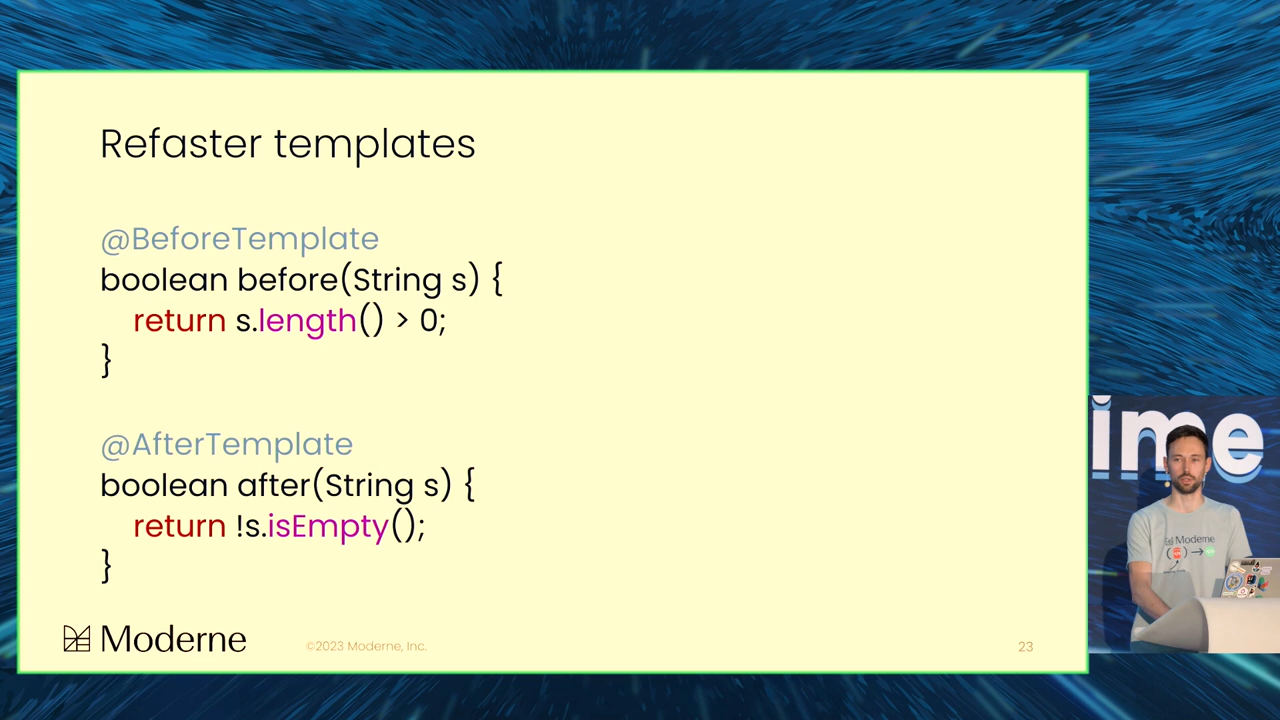 Refaster templates
@BeforeTemplate
boolean before(String s) {
    return s.length() > 0;
}
@AfterTemplate
boolean after(String s) {
    return !s.isEmpty();
}
Moderne
©2023 Moderne, Inc.
23
ime
Moderne